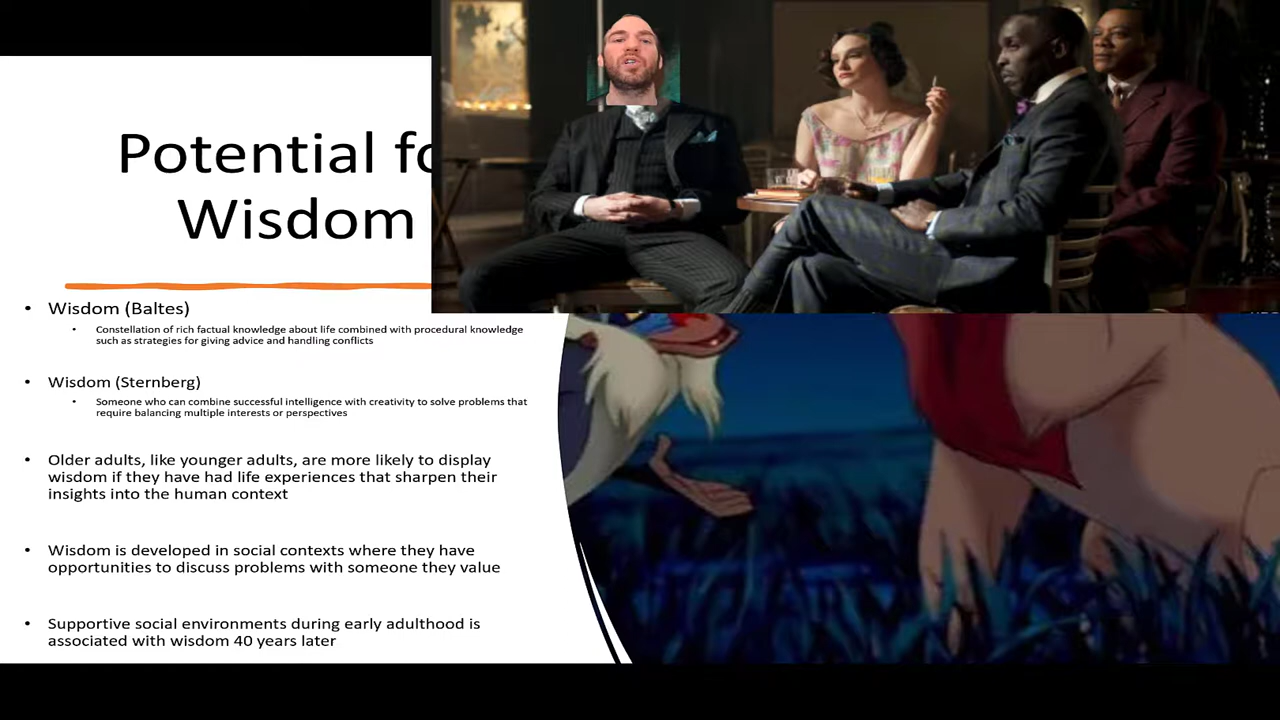 Potential fo
Wisdom
• Wisdom (Baltes)
• Constellation of rich factual knowledge about life combined with procedural knowledge
such as strategies for giving advice and handling conflicts
• Wisdom (Sternberg)
• Someone who can combine successful intelligence with creativity to solve problems that
require balancing multiple interests or perspectives
• Older adults, like younger adults, are more likely to display
wisdom if they have had life experiences that sharpen their
insights into the human context
• Wisdom is developed in social contexts where they have
opportunities to discuss problems with someone they value
• Supportive social environments during early adulthood is
associated with wisdom 40 years later